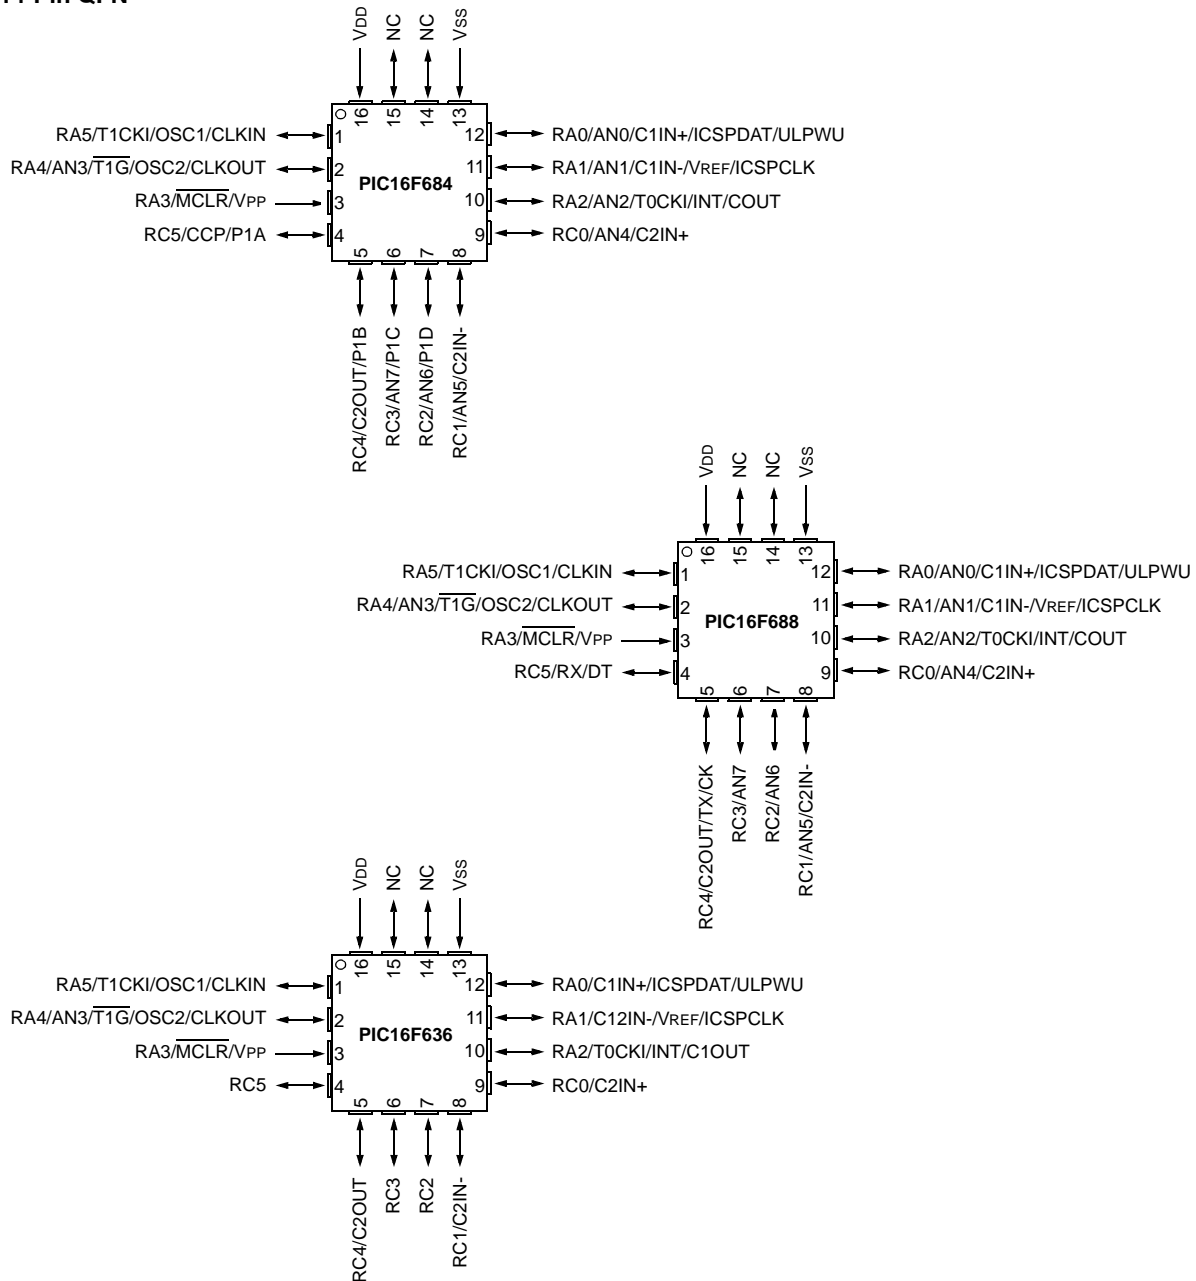 VDD
NC
NC
VSS
16
15
14
13
RA5/T1CKI/OSC1/CLKIN
1
12
RA0/AN0/C1IN+/ICSPDAT/ULPWU
RA4/AN3/T1G/OSC2/CLKOUT
2
11
RA1/AN1/C1IN-/VREF/ICSPCLK
PIC16F684
RA3/MCLR/VPP
3
10
RA2/AN2/T0CKI/INT/COUT
RC5/CCP/P1A
4
9
RC0/AN4/C2IN+
5
6
7
8
RC4/C2OUT/P1B
RC3/AN7/P1C
RC2/AN6/P1D
RC1/AN5/C2IN-
VDD
NC
NC
VSS
16
15
14
13
RA5/T1CKI/OSC1/CLKIN
1
12
RA0/AN0/C1IN+/ICSPDAT/ULPWU
RA4/AN3/T1G/OSC2/CLKOUT
2
11
RA1/AN1/C1IN-/VREF/ICSPCLK
PIC16F688
RA3/MCLR/VPP
3
10
RA2/AN2/T0CKI/INT/COUT
RC5/RX/DT
4
9
RC0/AN4/C2IN+
5
6
7
8
RC4/C2OUT/TX/CK
RC3/AN7
RC2/AN6
RC1/AN5/C2IN-
VDD
NC
NC
VSS
16
15
14
13
RA5/T1CKI/OSC1/CLKIN
1
12
RA0/C1IN+/ICSPDAT/ULPWU
RA4/AN3/T1G/OSC2/CLKOUT
2
11
RA1/C12IN-/VREF/ICSPCLK
PIC16F636
RA3/MCLR/VPP
3
10
RA2/T0CKI/INT/C1OUT
RC5
4
9
RC0/C2IN+
5
6
7
8
RC4/C2OUT
RC3
RC2
RC1/C2IN-